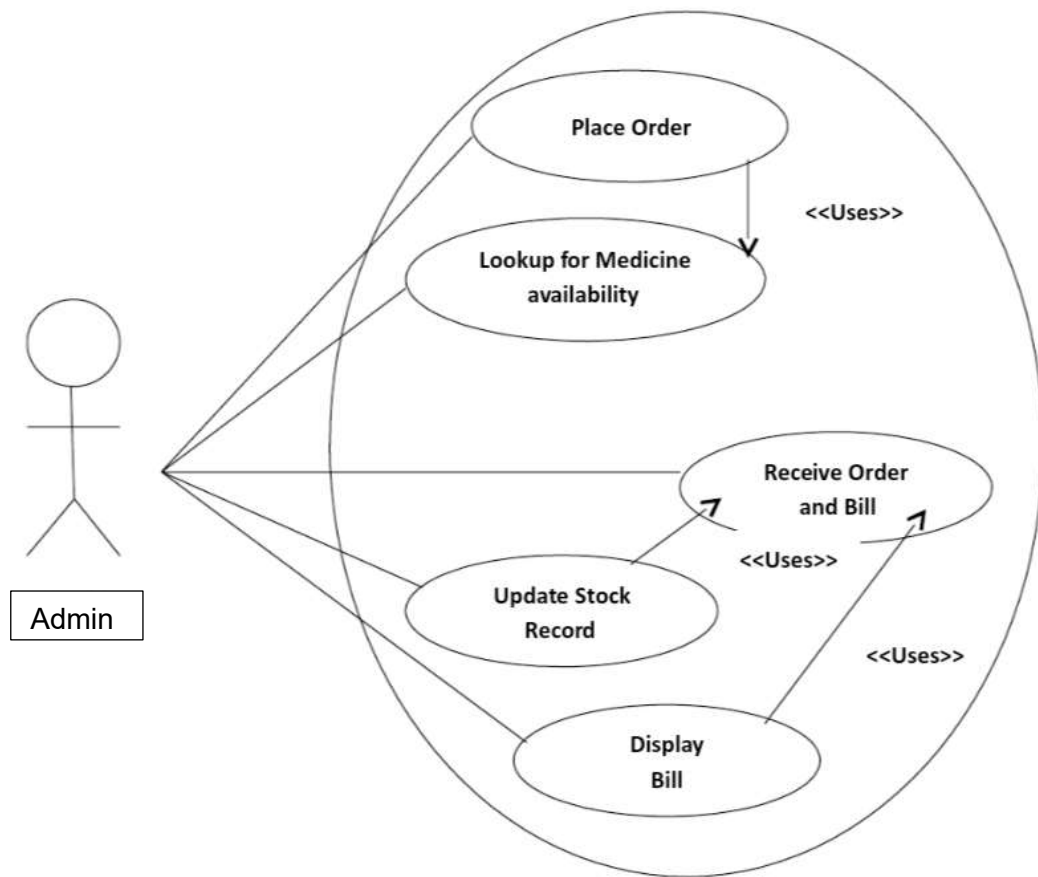 Place Order
<<Uses>>
Lookup for Medicine
availability
Receive Order
and Bill
<<Uses>>
Update Stock
Record
Admin
<<Uses>>
Display
Bill